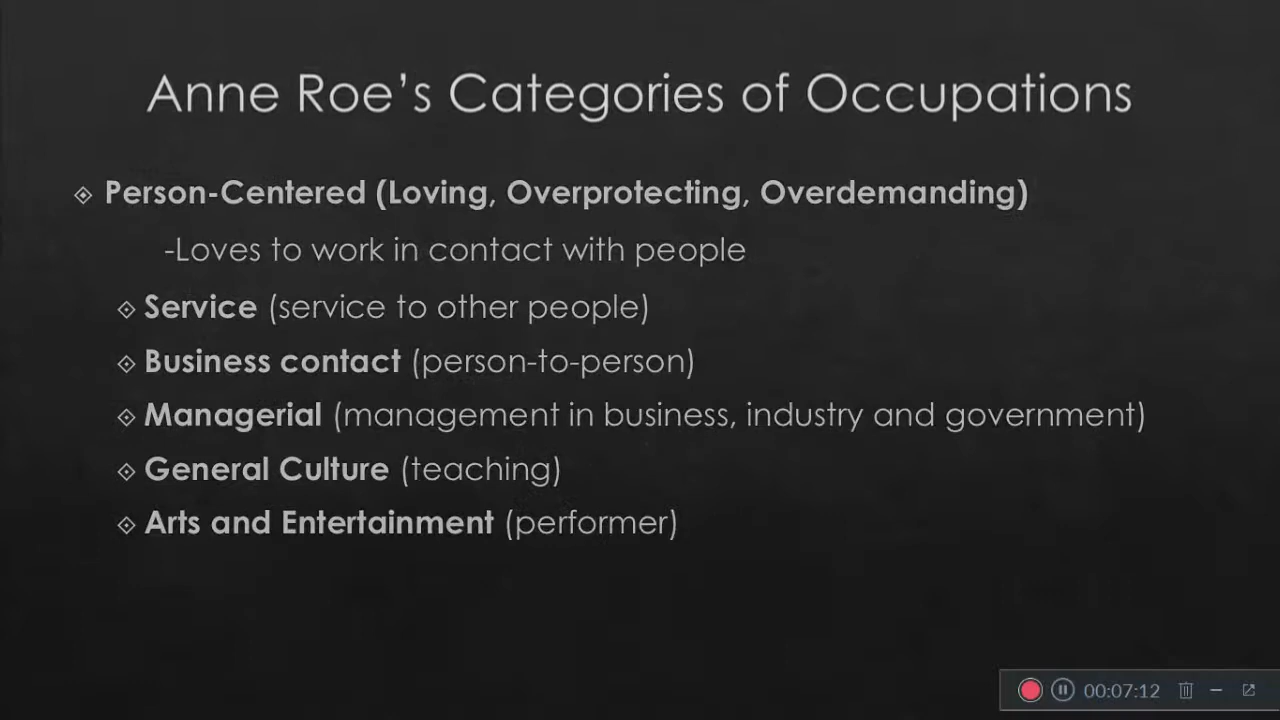 Anne Roe’s Categories of Occupations
Person-Centered (Loving, Overprotecting, Overdemanding)
-Loves to work in contact with people
Service (service to other people)
Business contact (person-to-person)
Managerial (management in business, industry and government)
General Culture (teaching)
Arts and Entertainment (performer)
00:07:12